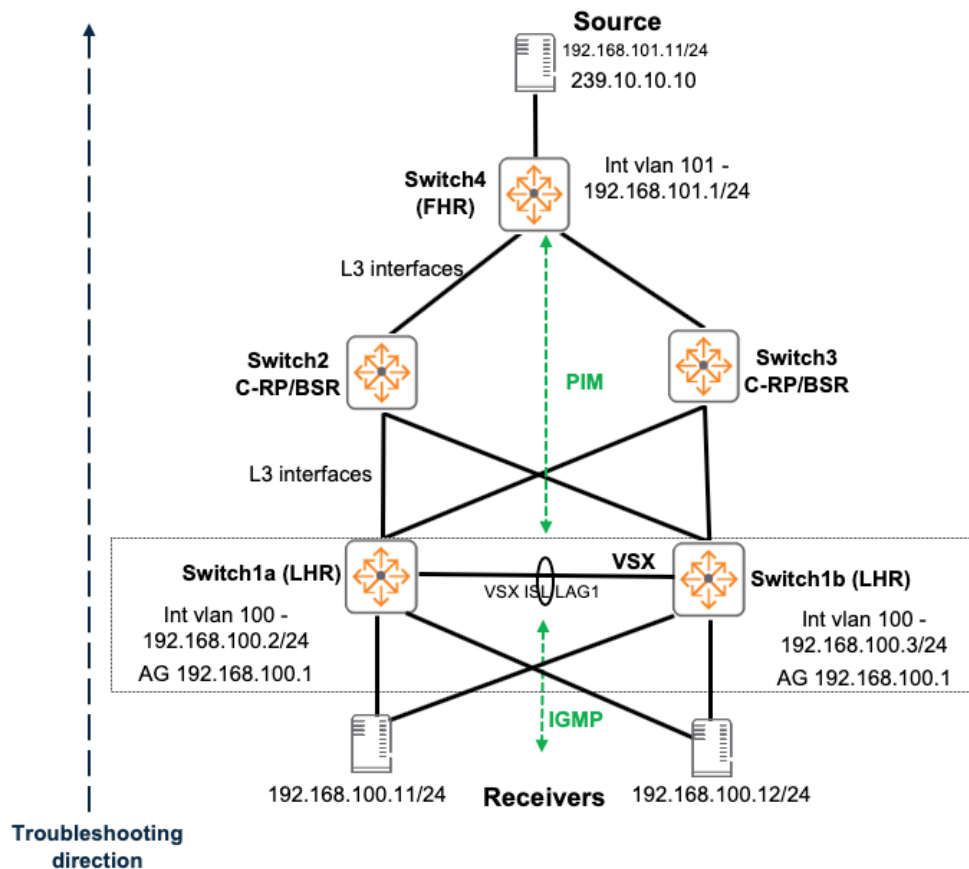 Source
192.168.101.11/24
239.10.10.10
Switch4
(FHR)
Int vlan 101 -
192.168.101.1/24
L3 interfaces
Switch2
C-RP/BSR
PIM
Switch3
C-RP/BSR
L3 interfaces
Switch1a (LHR)
VSX
VSX ISL/LAG1
Switch1b (LHR)
Int vlan 100 -
192.168.100.2/24
AG 192.168.100.1
Int vlan 100 -
192.168.100.3/24
AG 192.168.100.1
IGMP
192.168.100.11/24
Receivers
192.168.100.12/24
Troubleshooting
direction